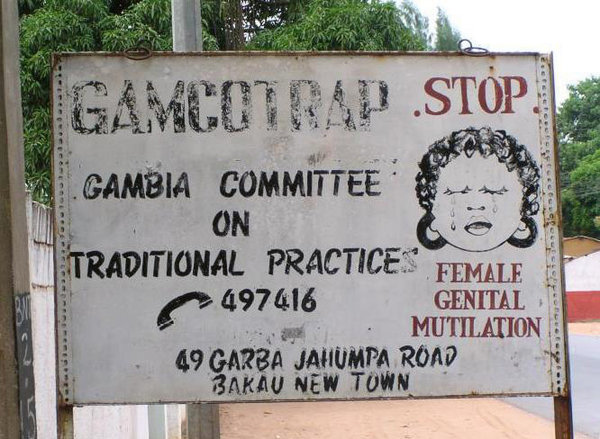 GAMCOTRAP
.STOP.
GAMBIA COMMITTEE
ON
TRADITIONAL PRACTICES
497416
FEMALE
GENITAL
MUTILATION
49 GARBA JAHUMPA ROAD
BAKAU NEW TOWN